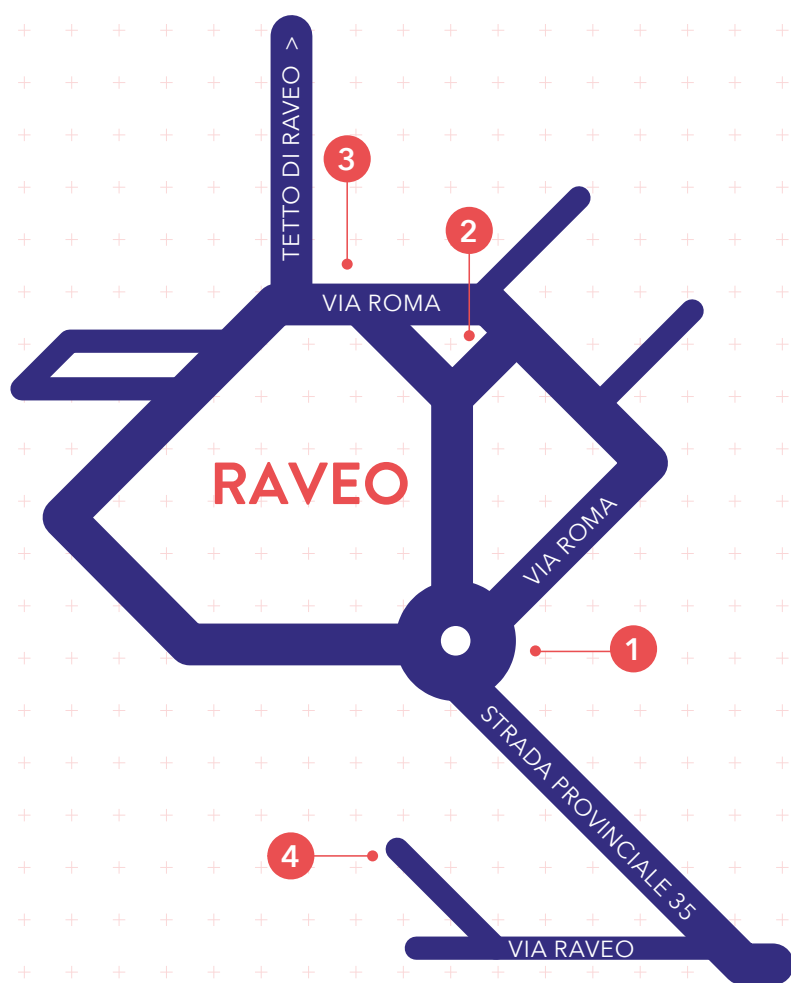 TETTO DI RAVEO >
3
2
VIA ROMA
RAVEO
VIA ROMA
1
STRADA PROVINCIALE 35
4
VIA RAVEO